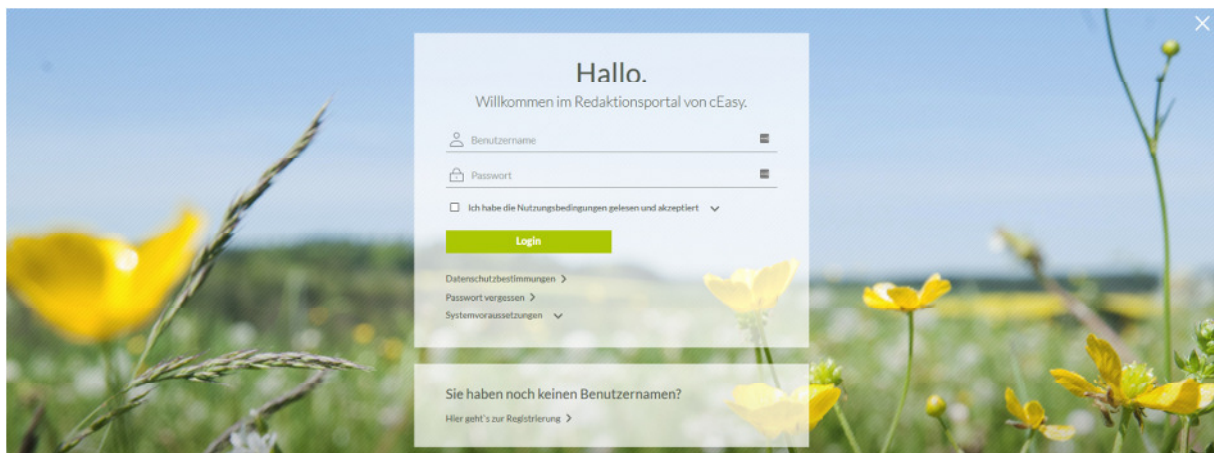 Hallo.
Willkommen im Redaktionsportal von cEasy.
Benutzername
Passwort
Ich habe die Nutzungsbedingungen gelesen und akzeptiert
Login
Datenschutzbestimmungen
Passwort vergessen
Systemvoraussetzungen
Sie haben noch keinen Benutzernamen?
Hier geht`s zur Registrierung